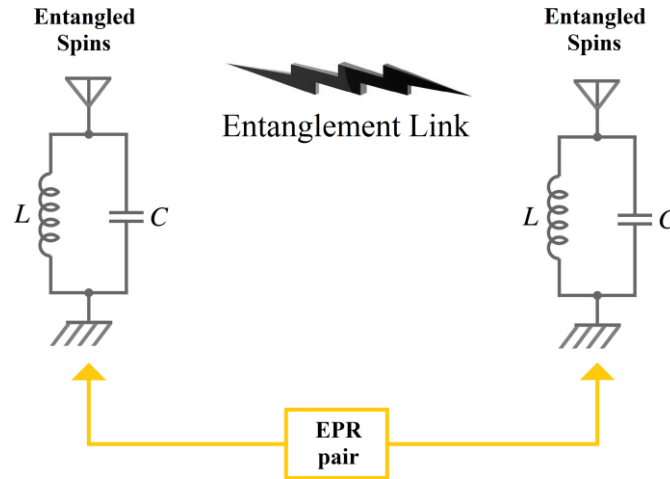 Entangled
Spins
Entangled
Spins
Entanglement Link
L
C
L
C
EPR
pair